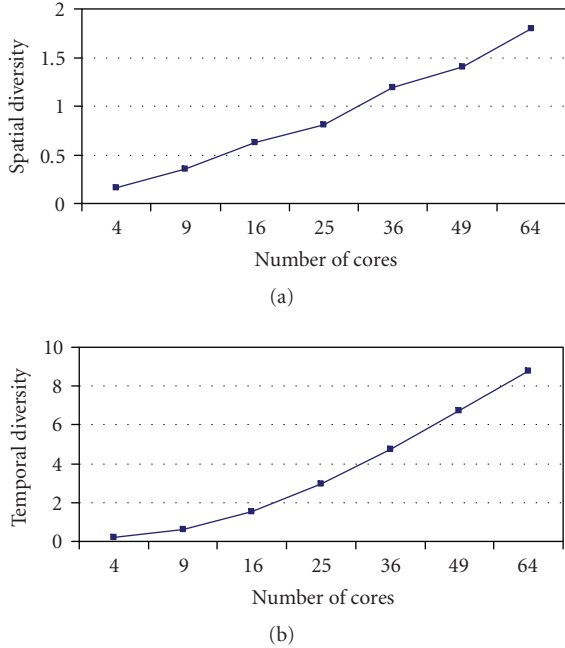 2
1.5
1
0.5
0
Spatial diversity
4 9 16 25 36 49 64
Number of cores
(a)
10
8
6
4
2
0
Temporal diversity
4 9 16 25 36 49 64
Number of cores
(b)